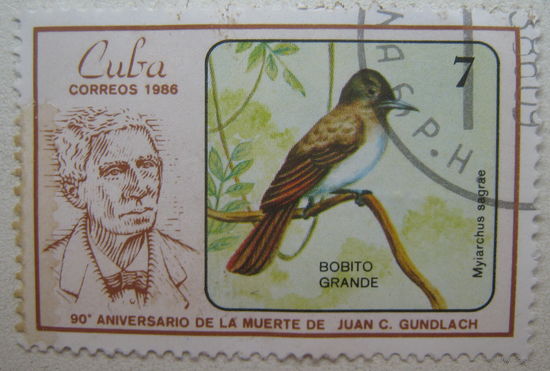 Cuba
CORREOS 1986
7
BOBITO
GRANDE
Myiarchus sagrae
90° ANIVERSARIO DE LA MUERTE DE JUAN C. GUNDLACH